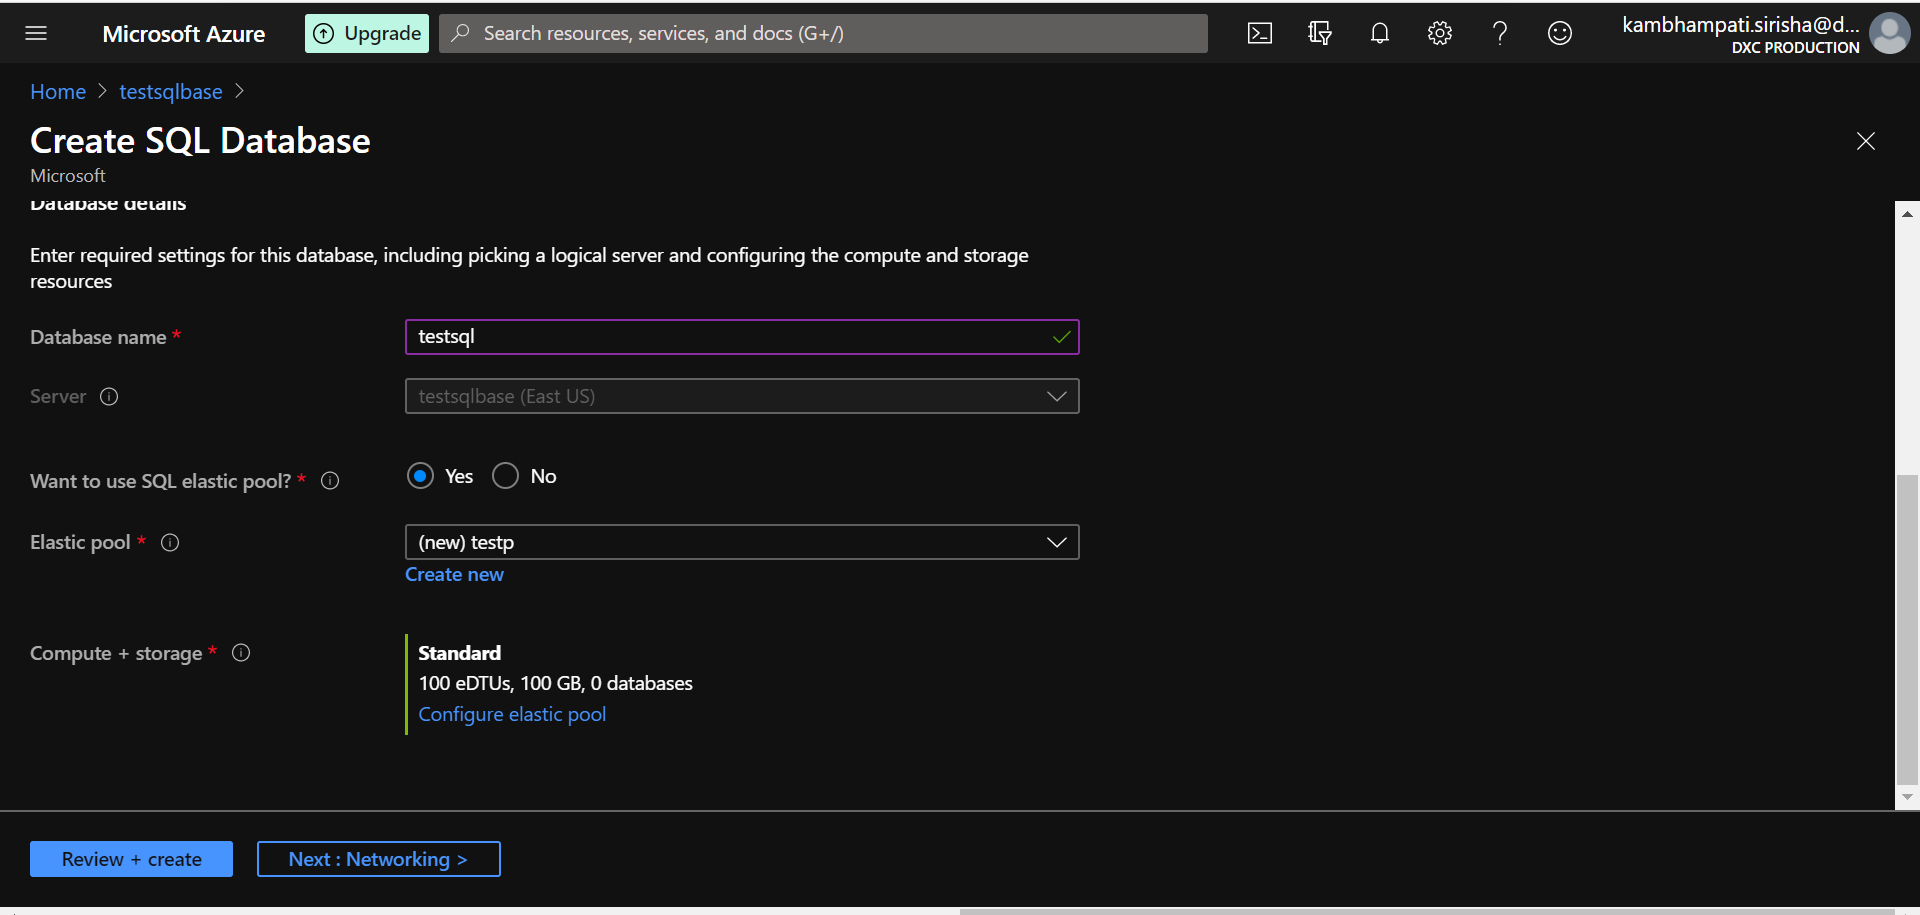 Microsoft Azure
Upgrade
Search resources, services, and docs (G+/)
kambhampati.sirisha@d...
DXC PRODUCTION
Home > testsqlbase >
Create SQL Database
Microsoft
Database details
Enter required settings for this database, including picking a logical server and configuring the compute and storage
resources
Database name *
testsql
Server
testsqlbase (East US)
Want to use SQL elastic pool? *
Yes
No
Elastic pool *
(new) testp
Create new
Compute + storage *
Standard
100 eDTUs, 100 GB, 0 databases
Configure elastic pool
Review + create
Next : Networking >